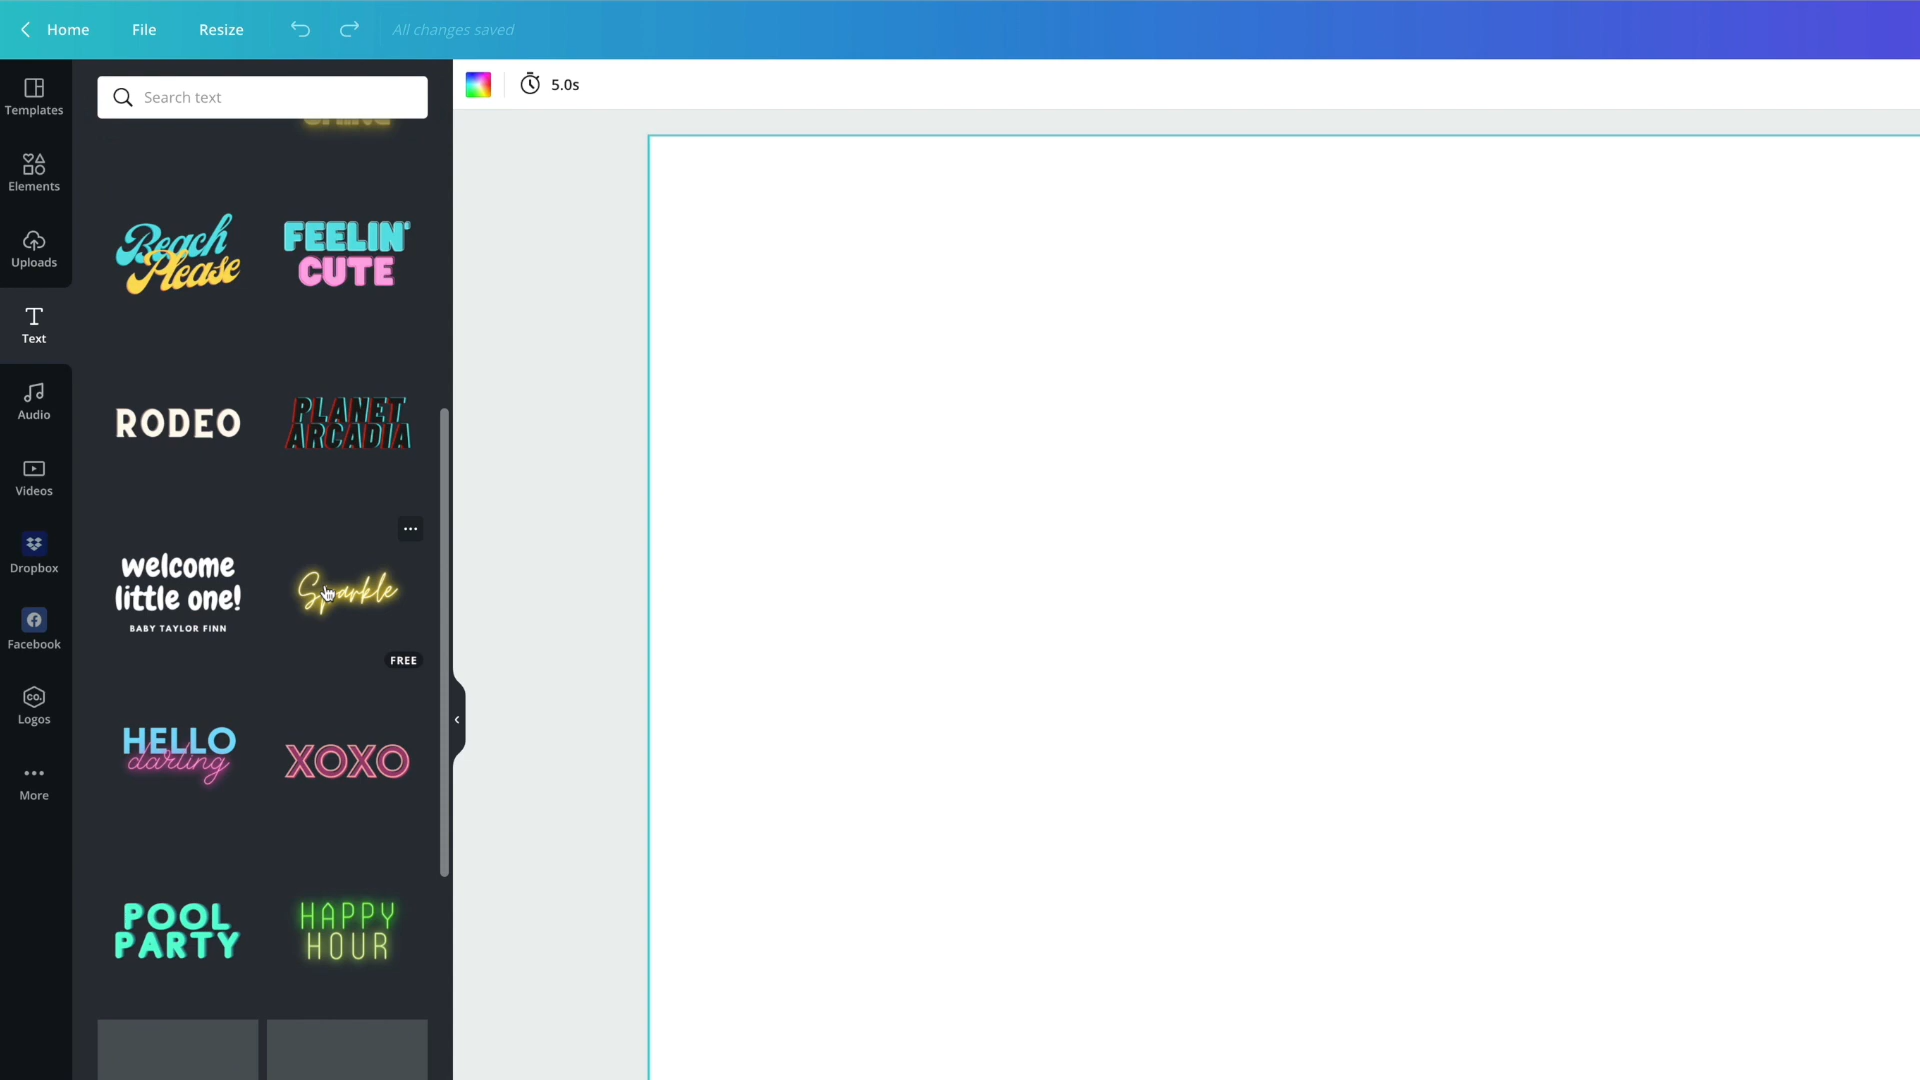 Home
File
Resize
All changes saved
Templates
Elements
Uploads
Text
Audio
Videos
Dropbox
Facebook
CO.
Logos
More
Search text
5.0s
Beach
Please
FEELIN'
CUTE
RODEO
PLANET
ARCADIA
welcome
little one!
BABY TAYLOR FINN
Sparkle
FREE
HELLO
darling
XOXO
POOL
PARTY
HAPPY
HOUR